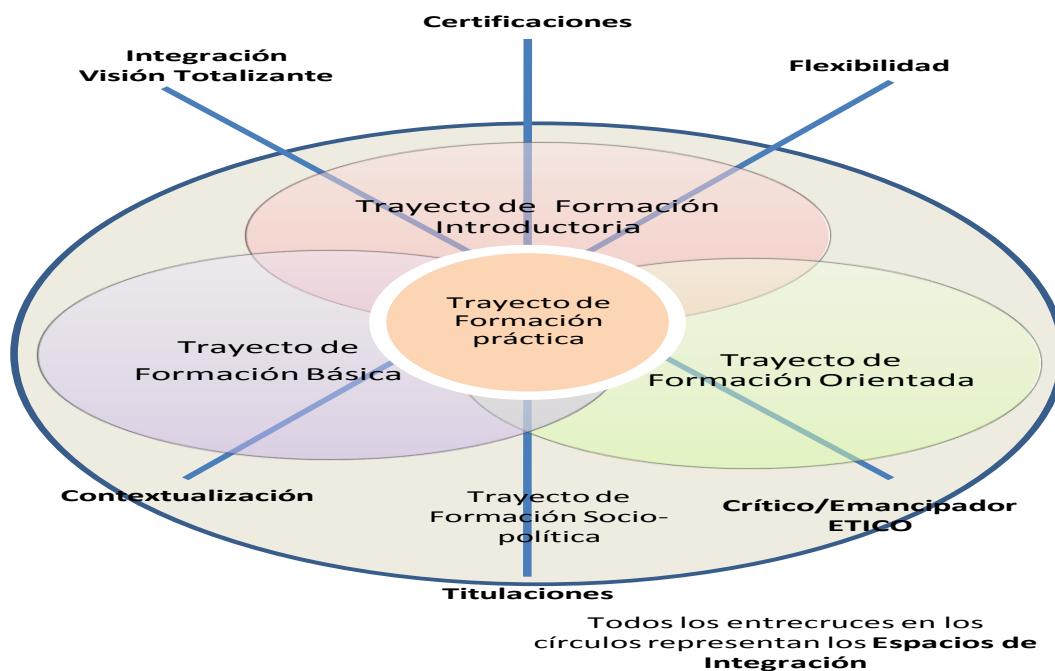 Certificaciones
Integración
Visión Totalizante
Flexibilidad
Trayecto de Formación
Introductoria
Trayecto de
Formación
práctica
Trayecto de
Formación Básica
Trayecto de
Formación Orientada
Contextualización
Trayecto de
Formación Socio-
política
Crítico/Emancipador
ETICO
Titulaciones
Todos los entrecruces en los
círculos representan los Espacios de
Integración